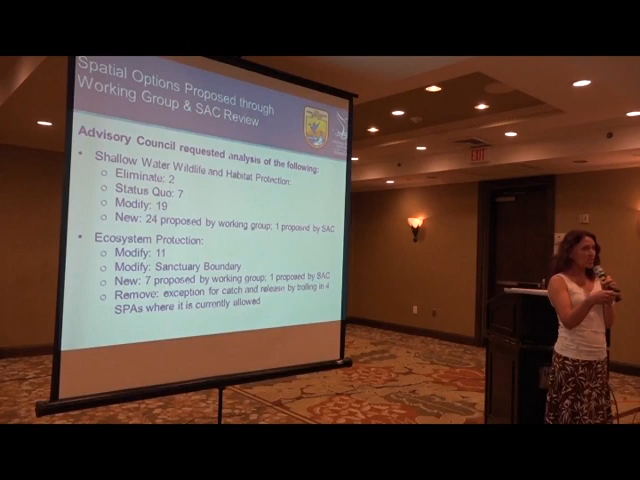 Spatial Options Proposed through
Working Group & SAC Review
Advisory Council requested analysis of the following:
• Shallow Water Wildlife and Habitat Protection:
o Eliminate: 2
o Status Quo: 7
o Modify: 19
o New: 24 proposed by working group; 1 proposed by SAC
• Ecosystem Protection:
o Modify: 11
o Modify: Sanctuary Boundary
o New: 7 proposed by working group; 1 proposed by SAC
o Remove: exception for catch and release by trolling in 4
SPAs where it is currently allowed
EXIT